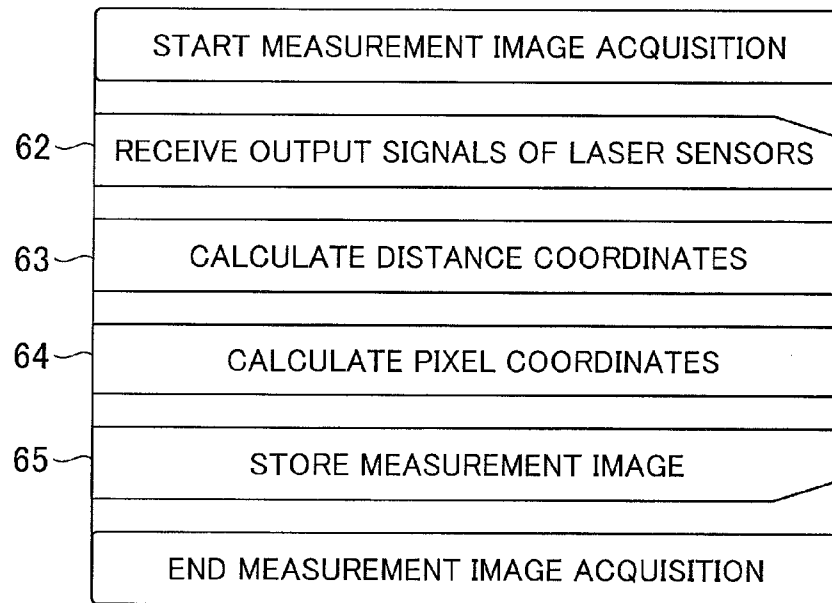 START MEASUREMENT IMAGE ACQUISITION
62 RECEIVE OUTPUT SIGNALS OF LASER SENSORS
63 CALCULATE DISTANCE COORDINATES
64 CALCULATE PIXEL COORDINATES
65 STORE MEASUREMENT IMAGE
END MEASUREMENT IMAGE ACQUISITION